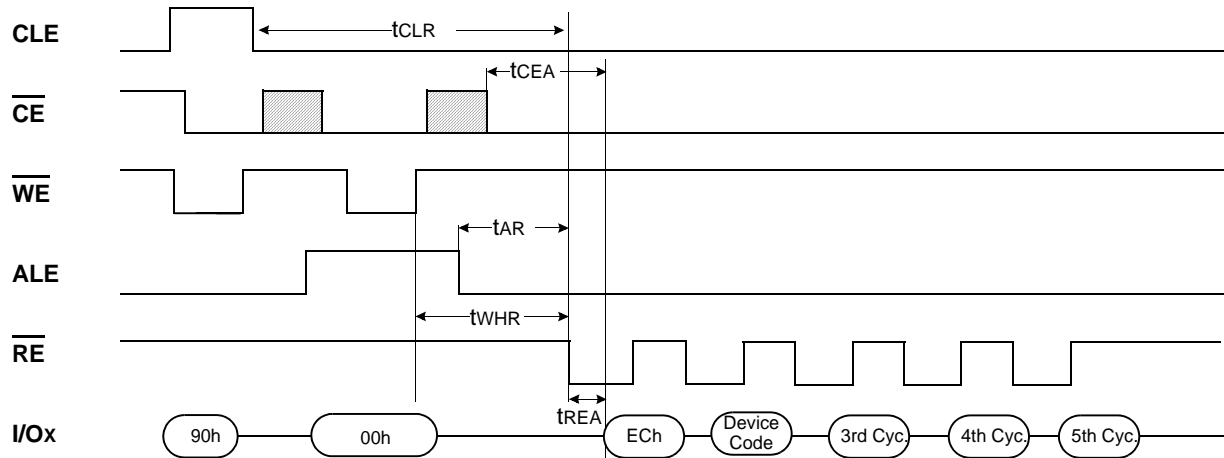 CLE
tCLR
tCEA
CE
WE
tAR
ALE
tWHR
RE
tREA
I/Ox
90h
00h
ECh
Device
Code
3rd Cyc.
4th Cyc.
5th Cyc.